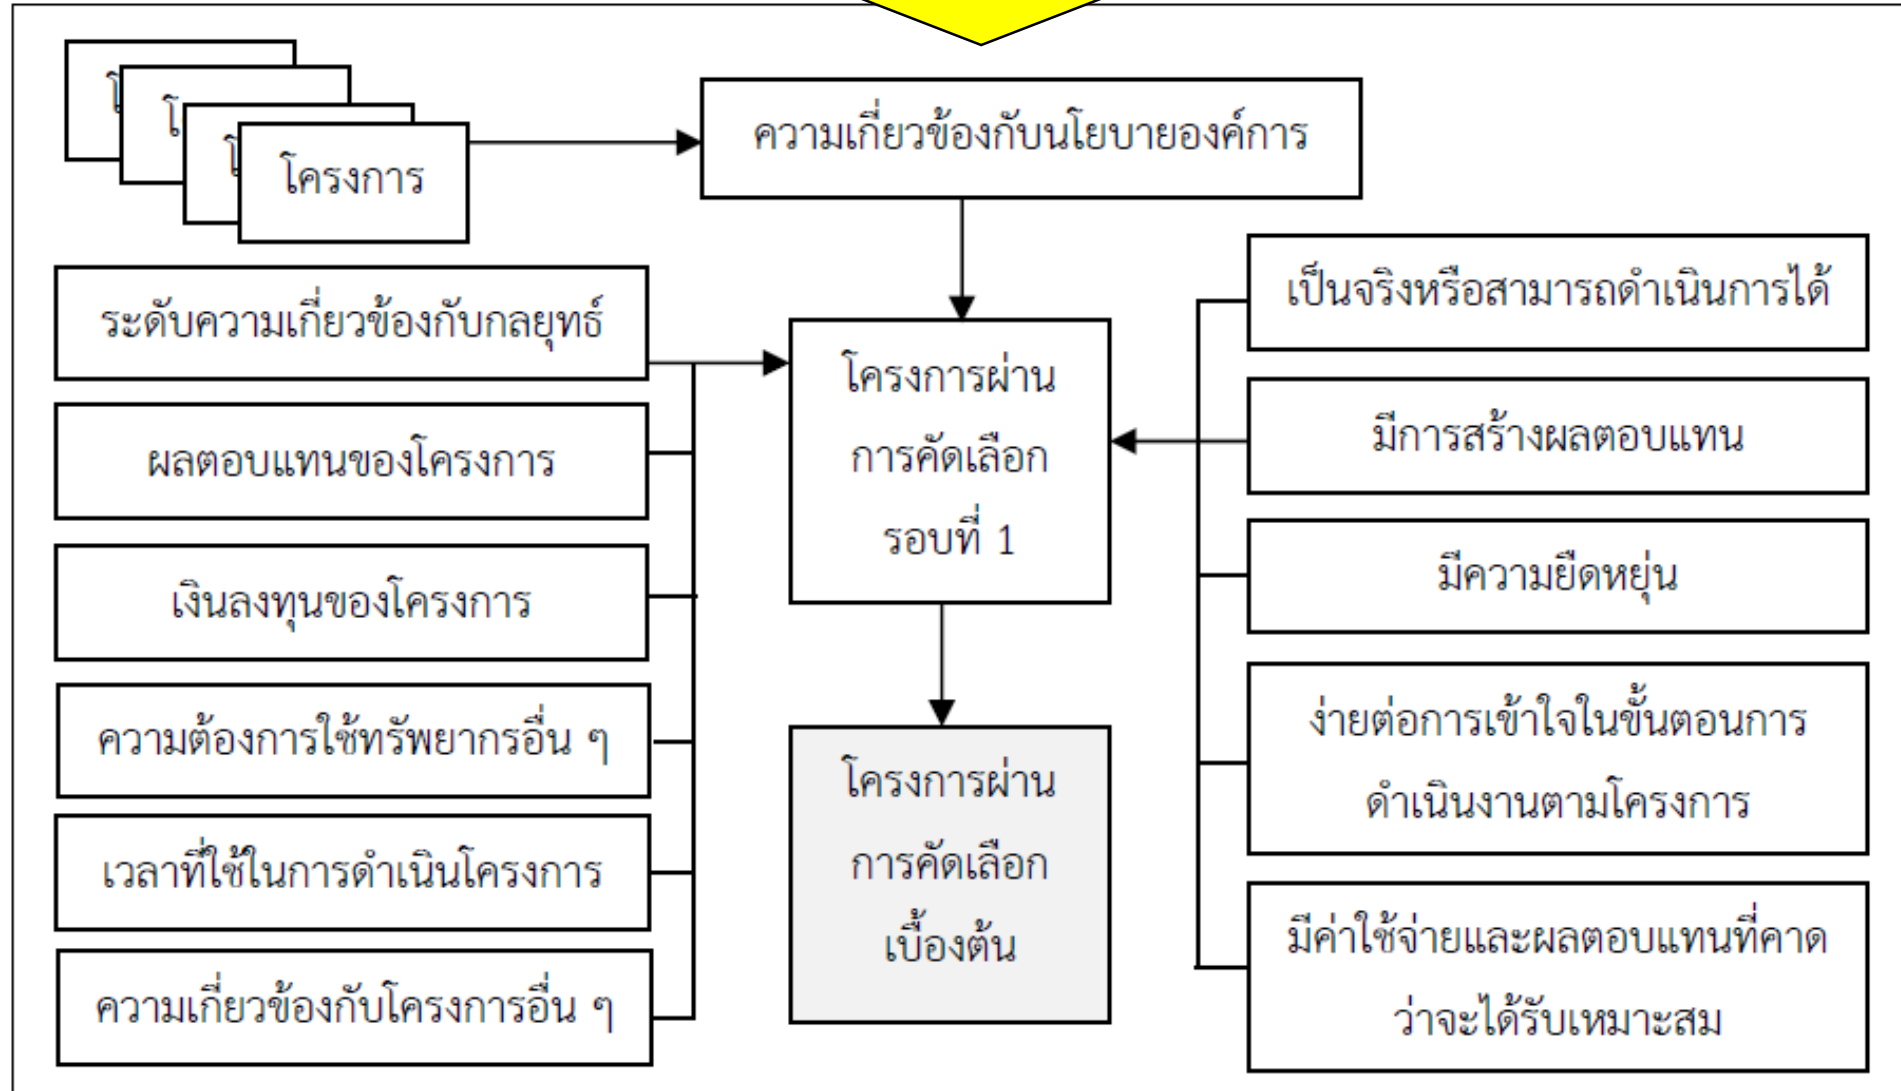 โครงการ
ความเกี่ยวข้องกับนโยบายองค์การ
ระดับความเกี่ยวข้องกับกลยุทธ์
ผลตอบแทนของโครงการ
เงินลงทุนของโครงการ
ความต้องการใช้ทรัพยากรอื่น ๆ
เวลาที่ใช้ในการดำเนินโครงการ
ความเกี่ยวข้องกับโครงการอื่น ๆ
โครงการผ่าน
การคัดเลือก
รอบที่ 1
โครงการผ่าน
การคัดเลือก
เบื้องต้น
เป็นจริงหรือสามารถดำเนินการได้
มีการสร้างผลตอบแทน
มีความยืดหยุ่น
ง่ายต่อการเข้าใจในขั้นตอนการ
ดำเนินงานตามโครงการ
มีค่าใช้จ่ายและผลตอบแทนที่คาด
ว่าจะได้รับเหมาะสม